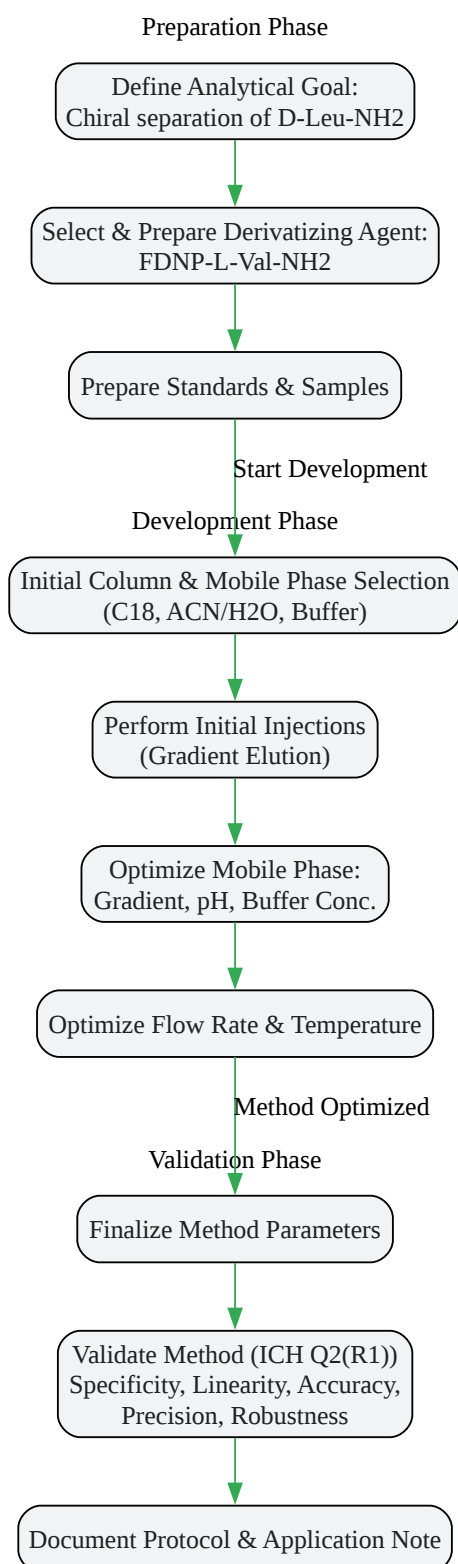 Preparation Phase
Define Analytical Goal:
Chiral separation of D-Leu-NH2
Select & Prepare Derivatizing Agent:
FDNP-L-Val-NH2
Prepare Standards & Samples
Start Development
Development Phase
Initial Column & Mobile Phase Selection
(C18, ACN/H2O, Buffer)
Perform Initial Injections
(Gradient Elution)
Optimize Mobile Phase:
Gradient, pH, Buffer Conc.
Optimize Flow Rate & Temperature
Method Optimized
Validation Phase
Finalize Method Parameters
Validate Method (ICH Q2(R1))
Specificity, Linearity, Accuracy,
Precision, Robustness
Document Protocol & Application Note